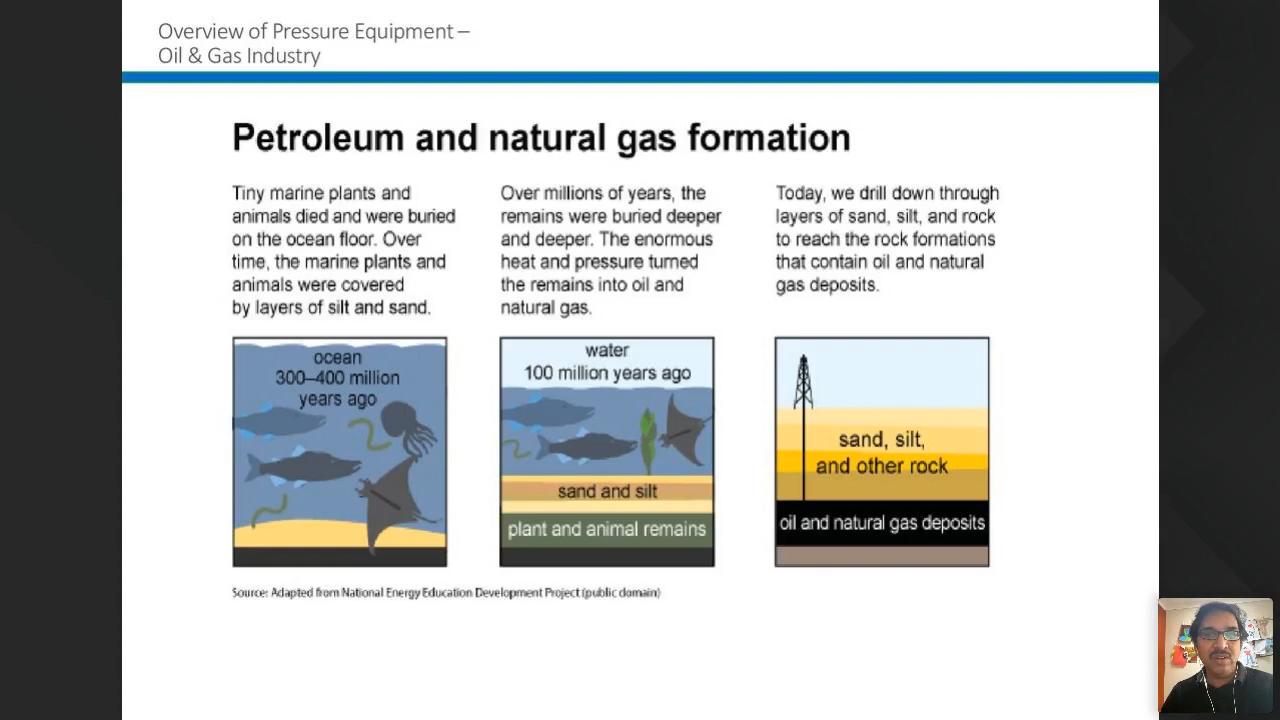 Overview of Pressure Equipment –
Oil & Gas Industry
Petroleum and natural gas formation
Tiny marine plants and
animals died and were buried
on the ocean floor. Over
time, the marine plants and
animals were covered
by layers of silt and sand.
Over millions of years, the
remains were buried deeper
and deeper. The enormous
heat and pressure turned
the remains into oil and
natural gas.
Today, we drill down through
layers of sand, silt, and rock
to reach the rock formations
that contain oil and natural
gas deposits.
ocean
300–400 million
years ago
water
100 million years ago
sand and silt
plant and animal remains
sand, silt,
and other rock
oil and natural gas deposits
Source: Adapted from National Energy Education Development Project (public domain)